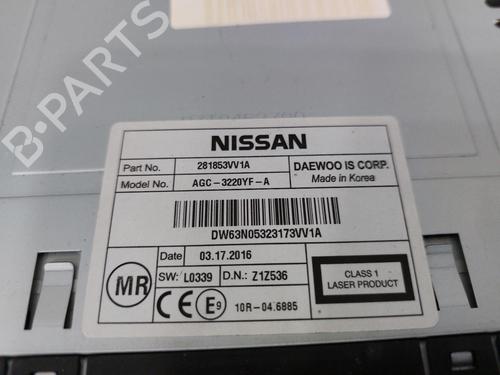 NISSAN
Part No. 281853VV1A DAEWOO IS CORP.
Model No. AGC-3220YF-A Made in Korea
DW63N05323173VV1A
Date 03.17.2016
MR SW: L0339 D.N.: Z1Z536 CLASS 1
LASER PRODUCT
CE E9 10R-04.6885
B-PARTS